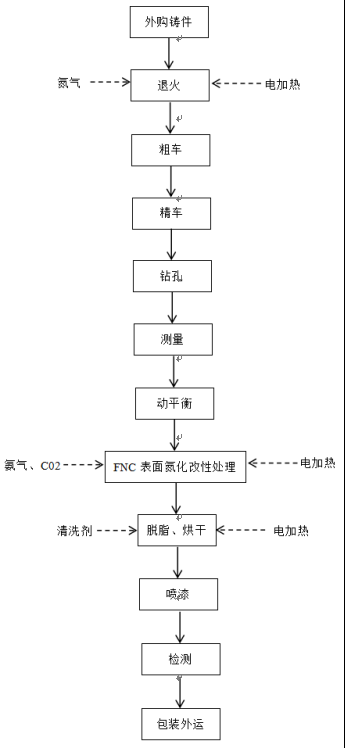 外购铸件
氮气
退火
电加热
粗车
精车
钻孔
测量
动平衡
氨气、C02
FNC 表面氮化改性处理
电加热
清洗剂
脱脂、烘干
电加热
喷漆
检测
包装外运